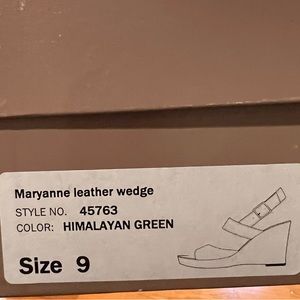 Maryanne leather wedge
STYLE NO. 45763
COLOR: HIMALAYAN GREEN
Size 9